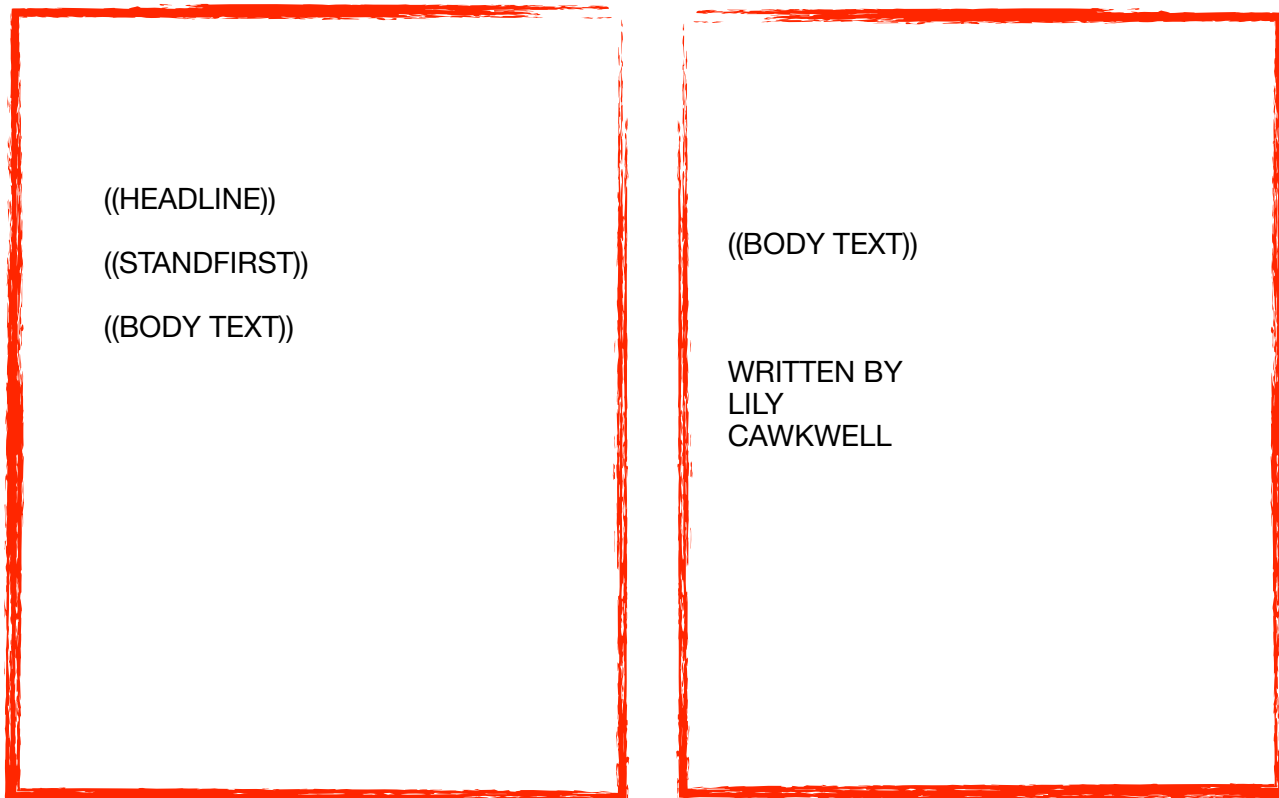 ((HEADLINE))
((STANDFIRST))
((BODY TEXT))
((BODY TEXT))
WRITTEN BY
LILY
CAWKWELL